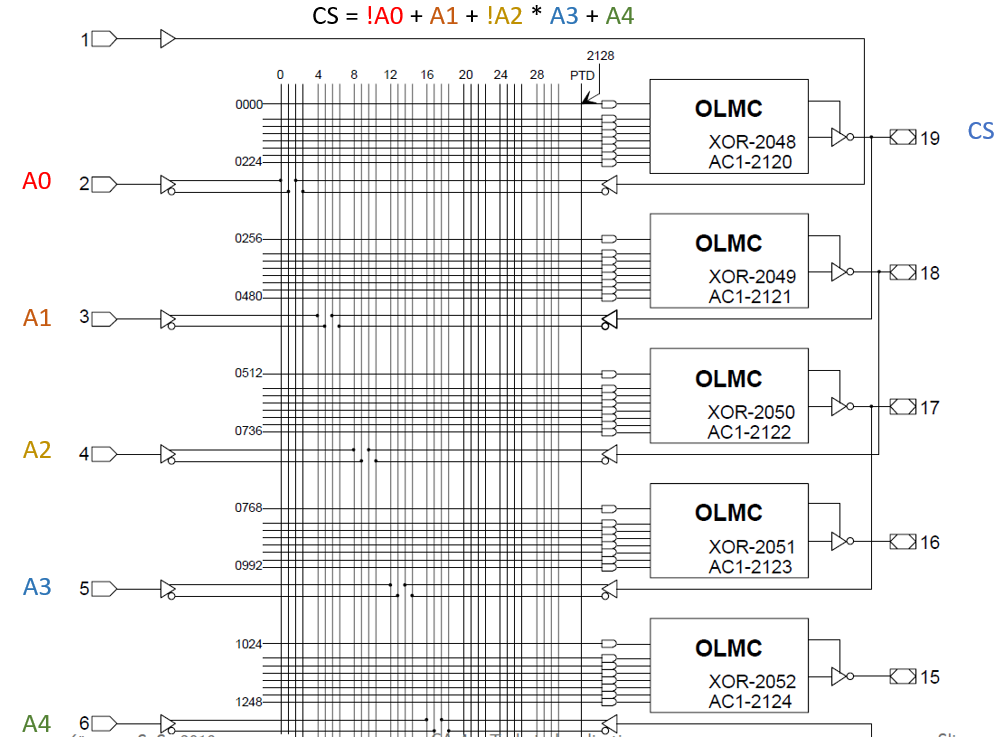 CS = !A0 + A1 + !A2 * A3 + A4
1
2128
0 4 8 12 16 20 24 28 PTD
0000
OLMC
XOR-2048
AC1-2120
19
CS
0224
A0
2
0256
OLMC
XOR-2049
AC1-2121
18
0480
A1
3
0512
OLMC
XOR-2050
AC1-2122
17
0736
A2
4
0768
OLMC
XOR-2051
AC1-2123
16
0992
A3
5
1024
OLMC
XOR-2052
AC1-2124
15
1248
A4
6